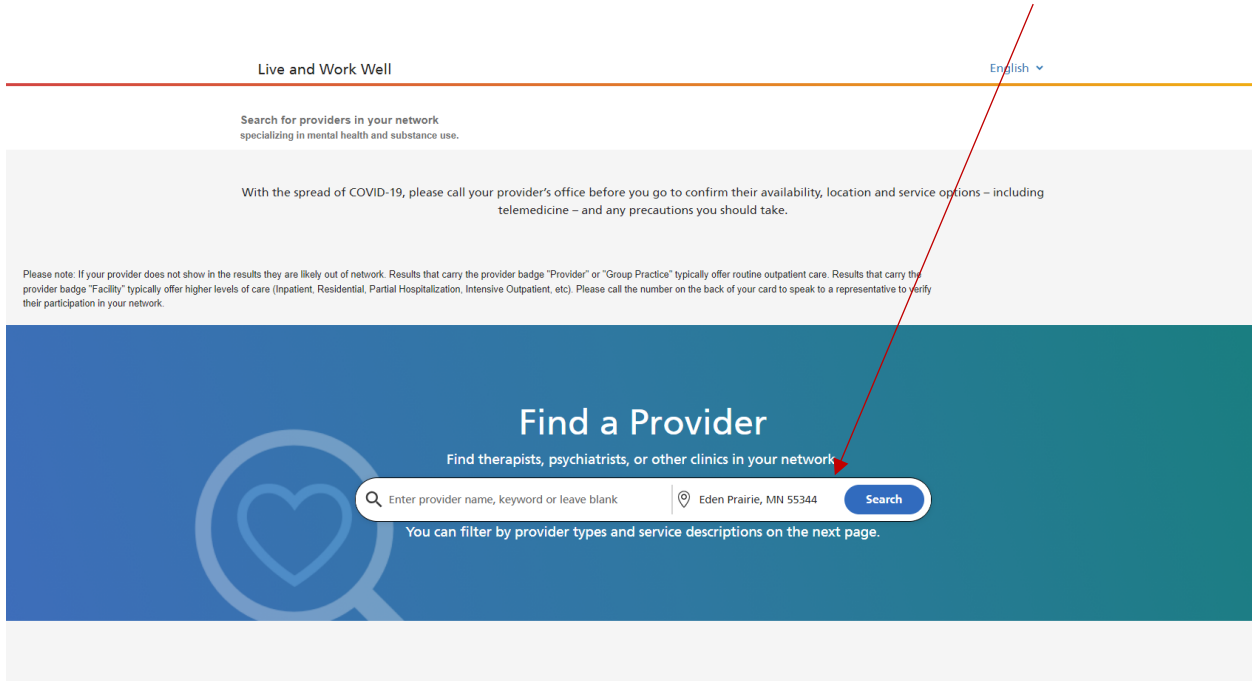 Live and Work Well
English
Search for providers in your network
specializing in mental health and substance use.
With the spread of COVID-19, please call your provider's office before you go to confirm their availability, location and service options – including
telemedicine – and any precautions you should take.
Please note: If your provider does not show in the results they are likely out of network. Results that carry the provider badge "Provider" or "Group Practice" typically offer routine outpatient care. Results that carry the
provider badge "Facility" typically offer higher levels of care (Inpatient, Residential, Partial Hospitalization, Intensive Outpatient, etc). Please call the number on the back of your card to speak to a representative to verify
their participation in your network.
Find a Provider
Find therapists, psychiatrists, or other clinics in your network
Enter provider name, keyword or leave blank
Eden Prairie, MN 55344
Search
You can filter by provider types and service descriptions on the next page.